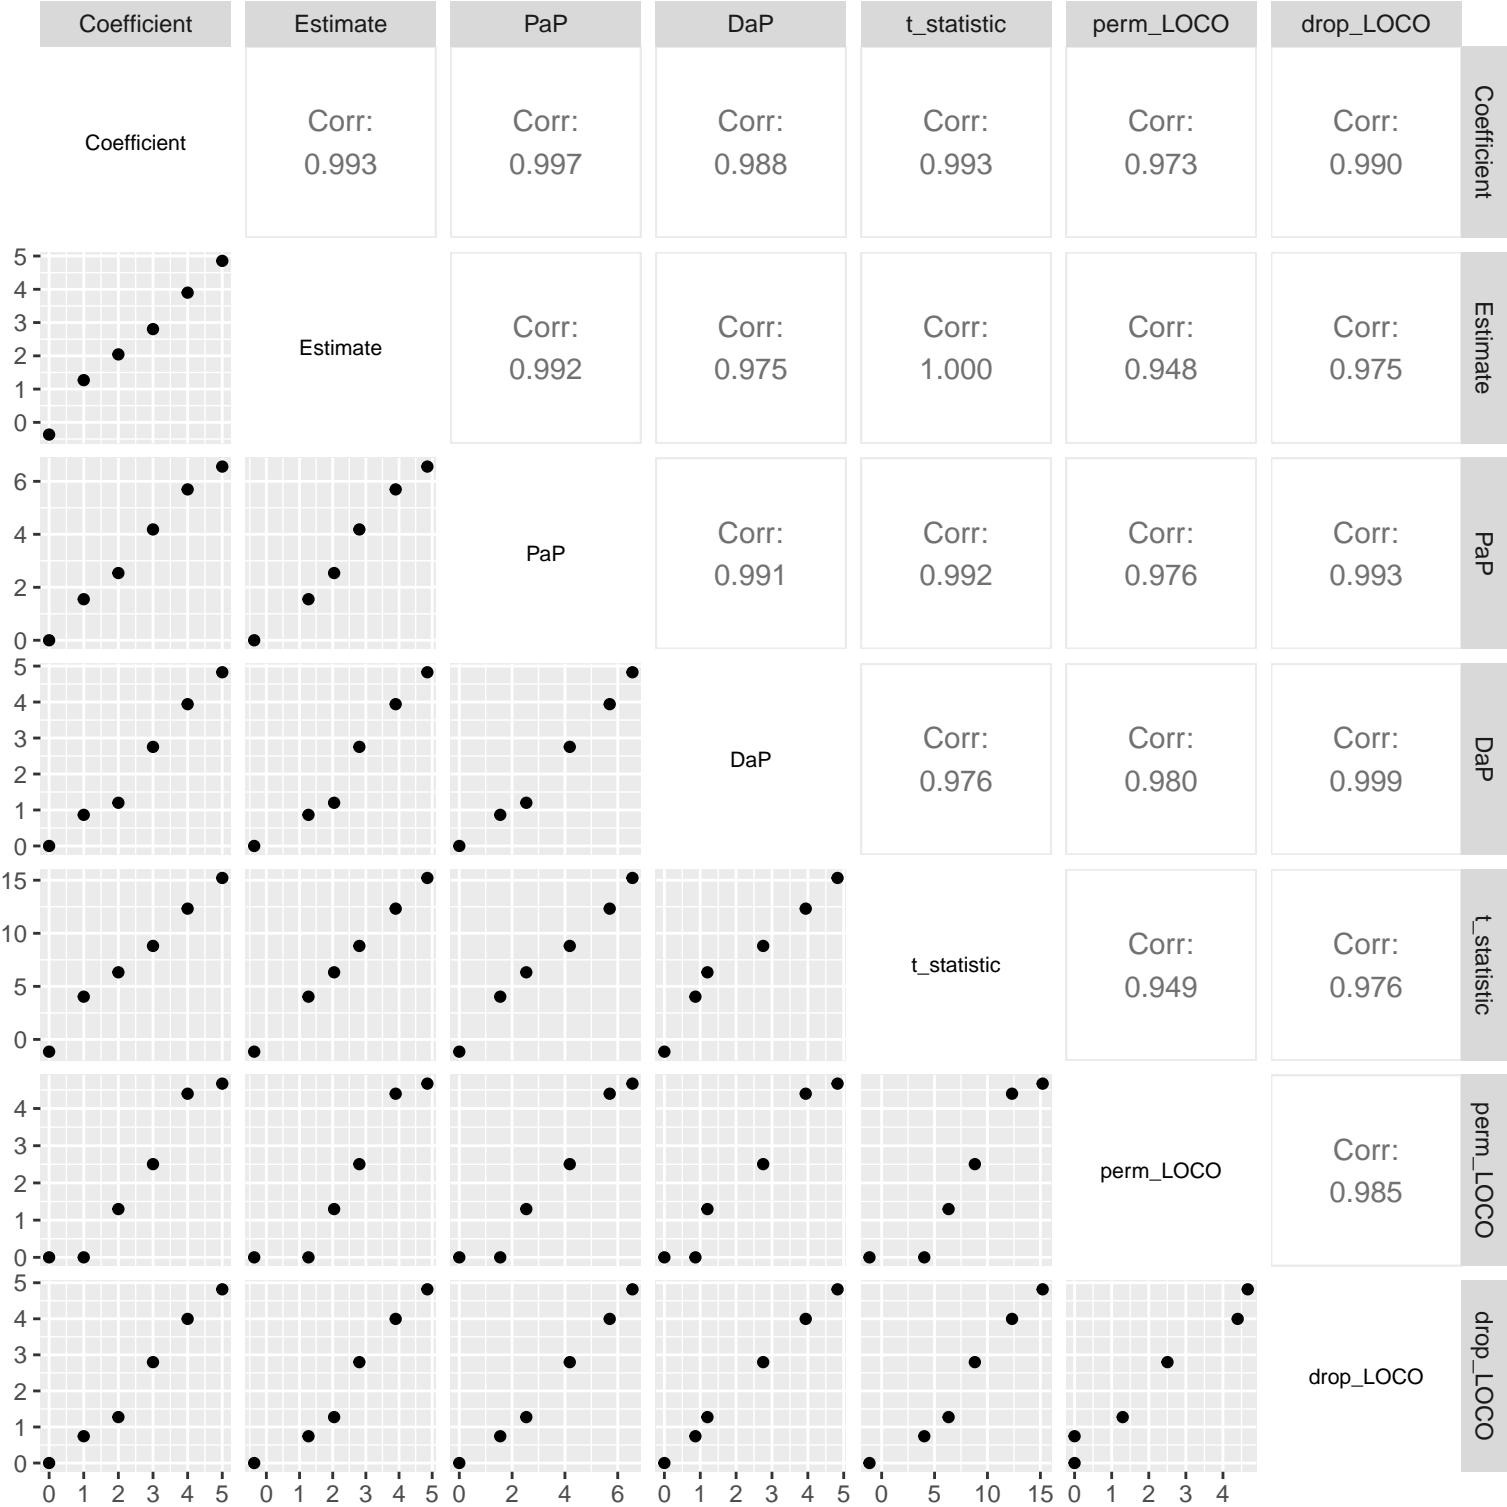 Coefficient Estimate PaP DaP t_statistic perm_LOCO drop_LOCO
Coefficient
Corr:
0.993
Corr:
0.997
Corr:
0.988
Corr:
0.993
Corr:
0.973
Corr:
0.990
Coefficient
5
4
3
2
1
0
Estimate
Corr:
0.992
Corr:
0.975
Corr:
1.000
Corr:
0.948
Corr:
0.975
Estimate
6
4
2
0
PaP
Corr:
0.991
Corr:
0.992
Corr:
0.976
Corr:
0.993
PaP
5
4
3
2
1
0
DaP
Corr:
0.976
Corr:
0.980
Corr:
0.999
DaP
15
10
5
0
t_statistic
Corr:
0.949
Corr:
0.976
t_statistic
4
3
2
1
0
perm_LOCO
Corr:
0.985
perm_LOCO
5
4
3
2
1
0
drop_LOCO
drop_LOCO
0 1 2 3 4 5 0 1 2 3 4 5 0 2 4 6 0 1 2 3 4 5 0 5 10 15 0 1 2 3 4